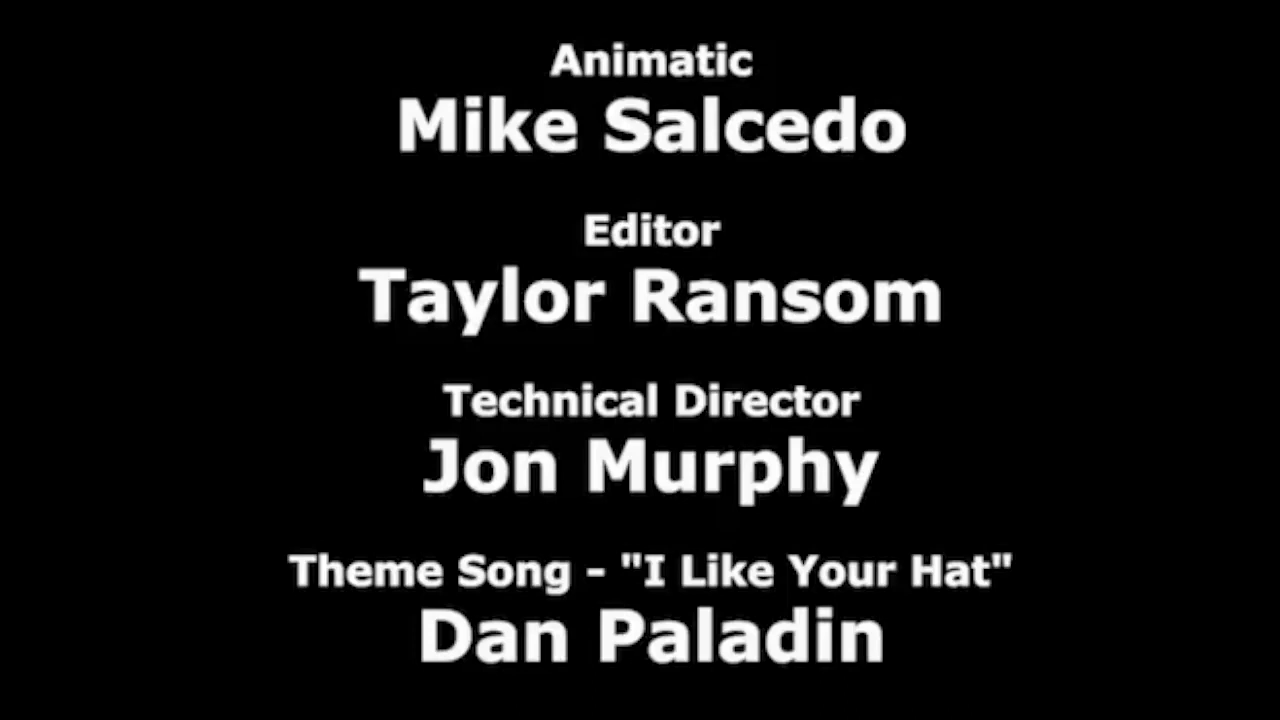 Animatic
Mike Salcedo
Editor
Taylor Ransom
Technical Director
Jon Murphy
Theme Song - "I Like Your Hat"
Dan Paladin